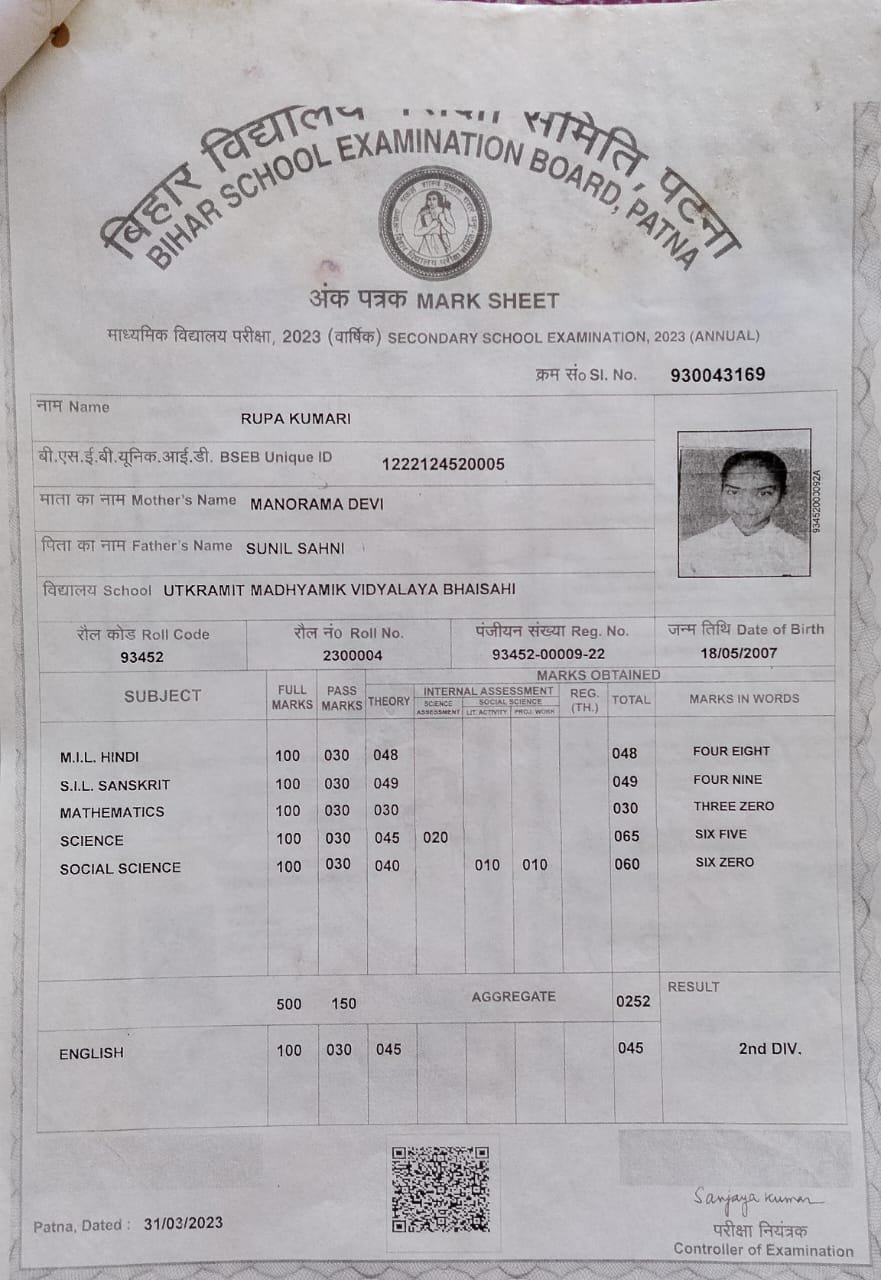 बिहार विद्यालय समिति, पटना
BIHAR SCHOOL EXAMINATION BOARD, PATNA
अंक पत्रक MARK SHEET
माध्यमिक विद्यालय परीक्षा, 2023 (वार्षिक) SECONDARY SCHOOL EXAMINATION, 2023 (ANNUAL)
क्रम सं० Sl. No. 930043169
नाम Name RUPA KUMARI
बी.एस.ई.बी.यूनिक.आई.डी. BSEB Unique ID 1222124520005
माता का नाम Mother's Name MANORAMA DEVI
पिता का नाम Father's Name SUNIL SAHNI
विद्यालय School UTKRAMIT MADHYAMIK VIDYALAYA BHAISAHI
रौल कोड Roll Code रौल नं० Roll No. पंजीयन संख्या Reg. No. जन्म तिथि Date of Birth
93452 2300004 93452-00009-22 18/05/2007
MARKS OBTAINED
SUBJECT FULL MARKS PASS MARKS THEORY INTERNAL ASSESSMENT REG. (TH.) TOTAL MARKS IN WORDS
SCIENCE ASSESSMENT SOCIAL SCIENCE
LIT. ACTIVITY PROJ. WORK
M.I.L. HINDI 100 030 048 048 FOUR EIGHT
S.I.L. SANSKRIT 100 030 049 049 FOUR NINE
MATHEMATICS 100 030 030 030 THREE ZERO
SCIENCE 100 030 045 020 065 SIX FIVE
SOCIAL SCIENCE 100 030 040 010 010 060 SIX ZERO
500 150 AGGREGATE 0252 RESULT
ENGLISH 100 030 045 045 2nd DIV.
Patna, Dated : 31/03/2023
Sanjaya Kumar
परीक्षा नियंत्रक
Controller of Examination